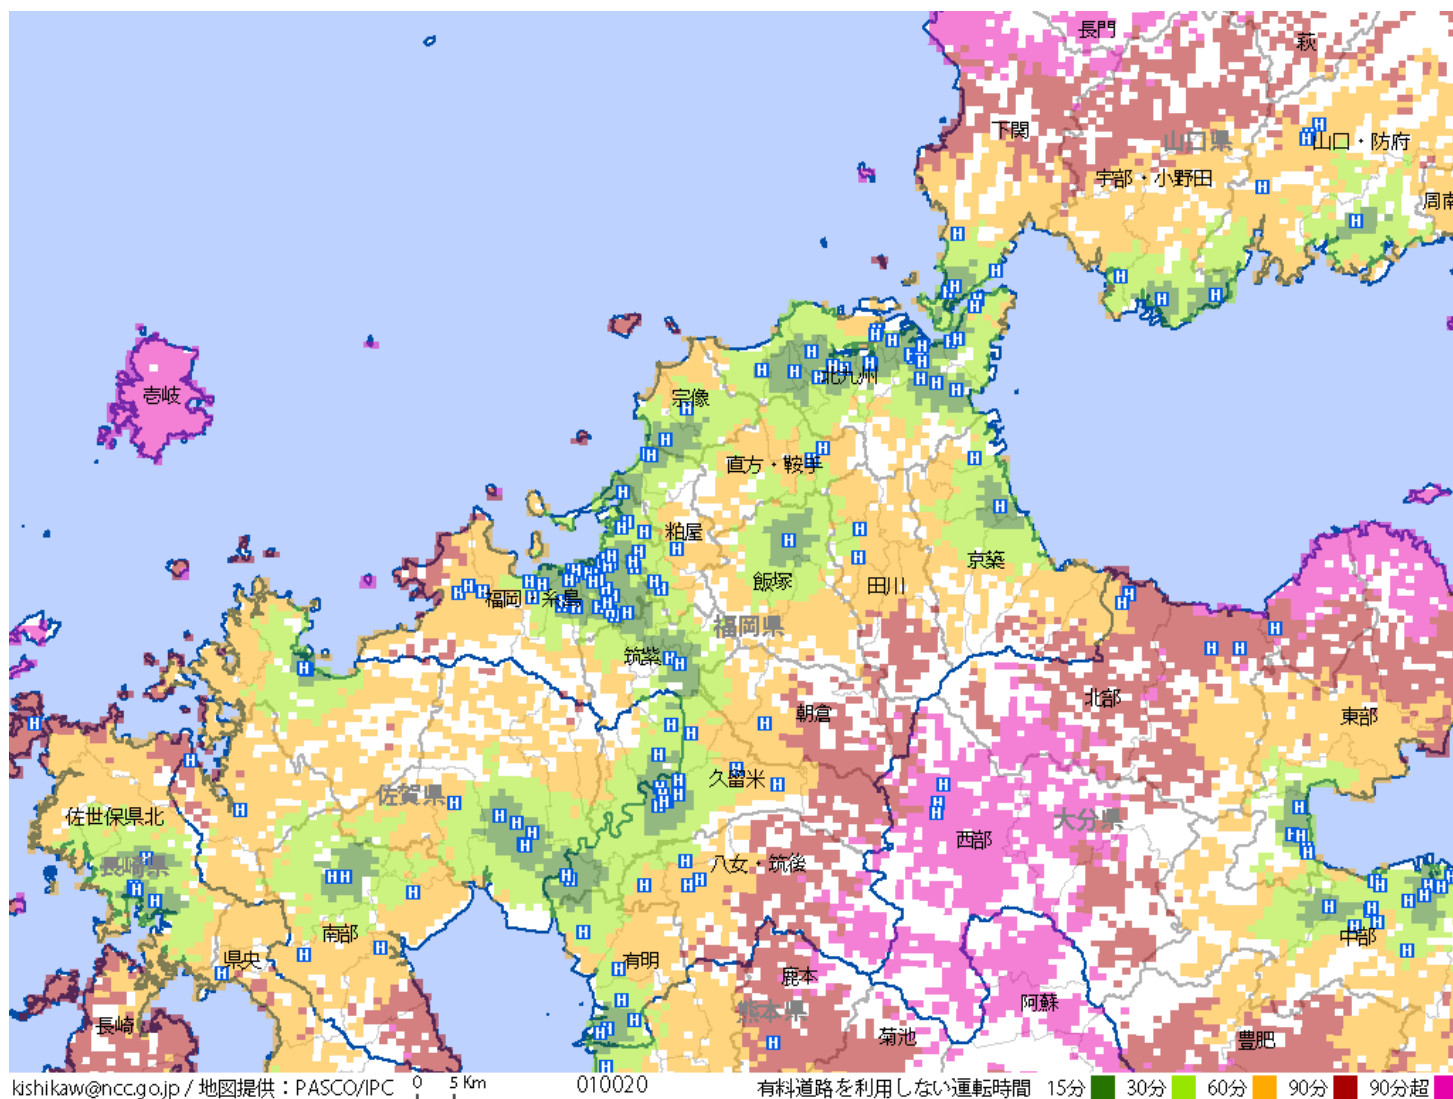 長門
萩
下関
山口県
山口・防府
宇部・小野田
周南
壱岐
北九州
宗像
直方・鞍手
粕屋
飯塚
田川
京築
福岡・糸島
福岡県
筑紫
朝倉
北部
東部
久留米
佐賀県
佐世保県北
長崎県
西部
大分県
八女・筑後
南部
県央
有明
中部
鹿本
阿蘇
熊本県
菊池
豊肥
長崎
kishikaw@ncc.go.jp / 地図提供：PASCO/IPC 0 5 Km 010020 有料道路を利用しない運転時間 15分 30分 60分 90分 90分超